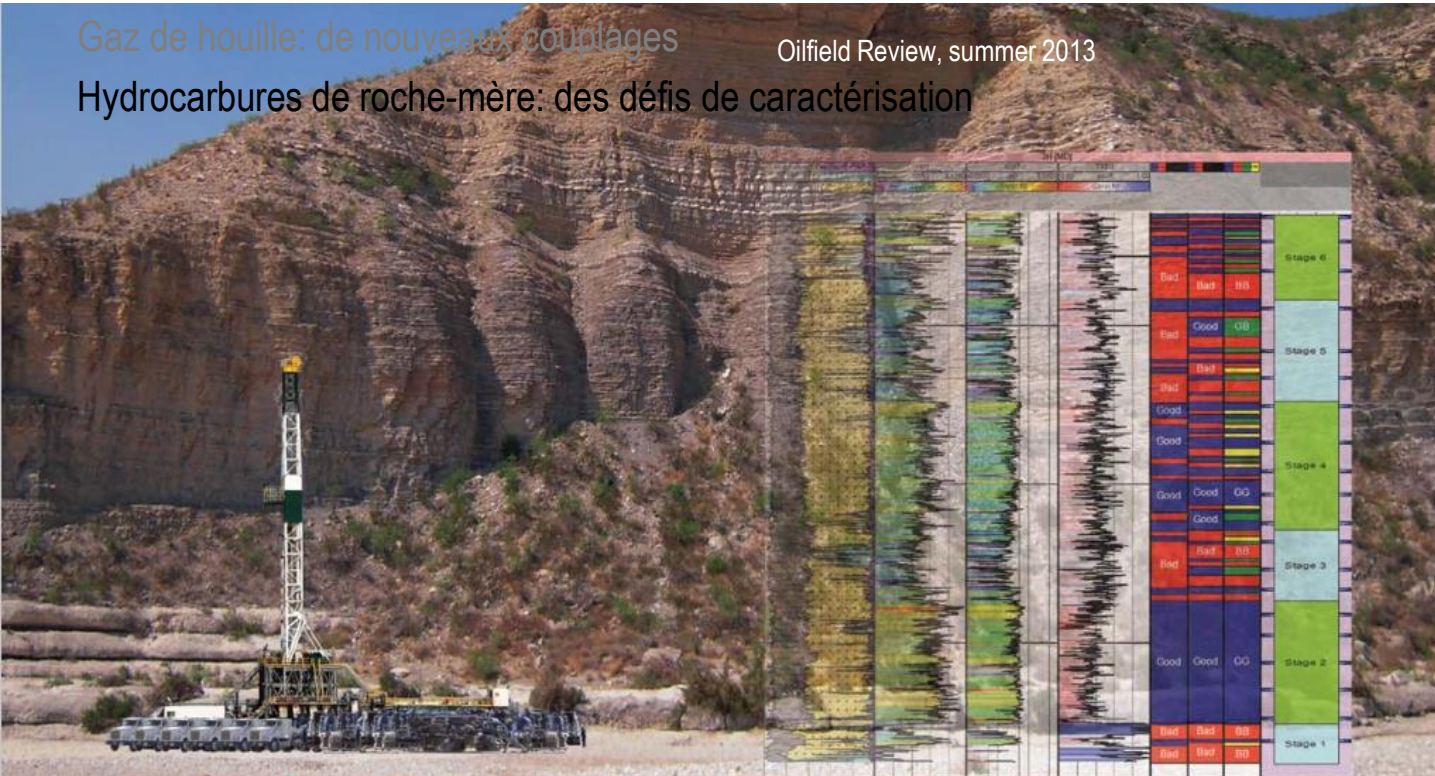 Gaz de houille: de nouveaux couplages
Oilfield Review, summer 2013
Hydrocarbures de roche-mère: des défis de caractérisation
Stage 6
Bad
Bad
BB
Good
GB
Bad
Stage 5
Bad
Bad
Good
Good
Stage 4
Good
Good
GG
Good
Bad
BB
Bad
Stage 3
Good
Good
GG
Stage 2
Bad
Bad
BB
Stage 1
Bad
Bad
BB